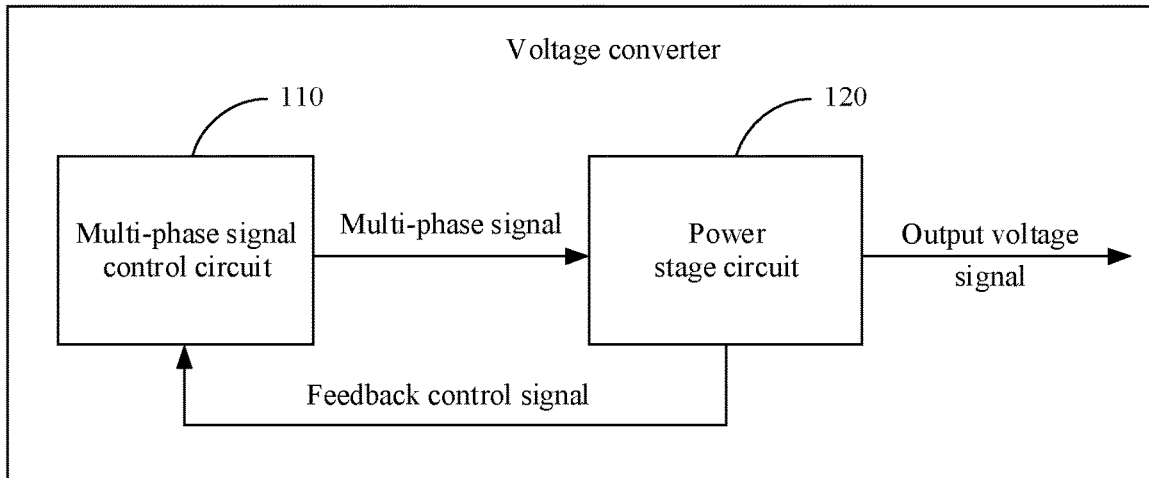 Voltage converter
110
120
Multi-phase signal
control circuit
Multi-phase signal
Power
stage circuit
Output voltage
signal
Feedback control signal